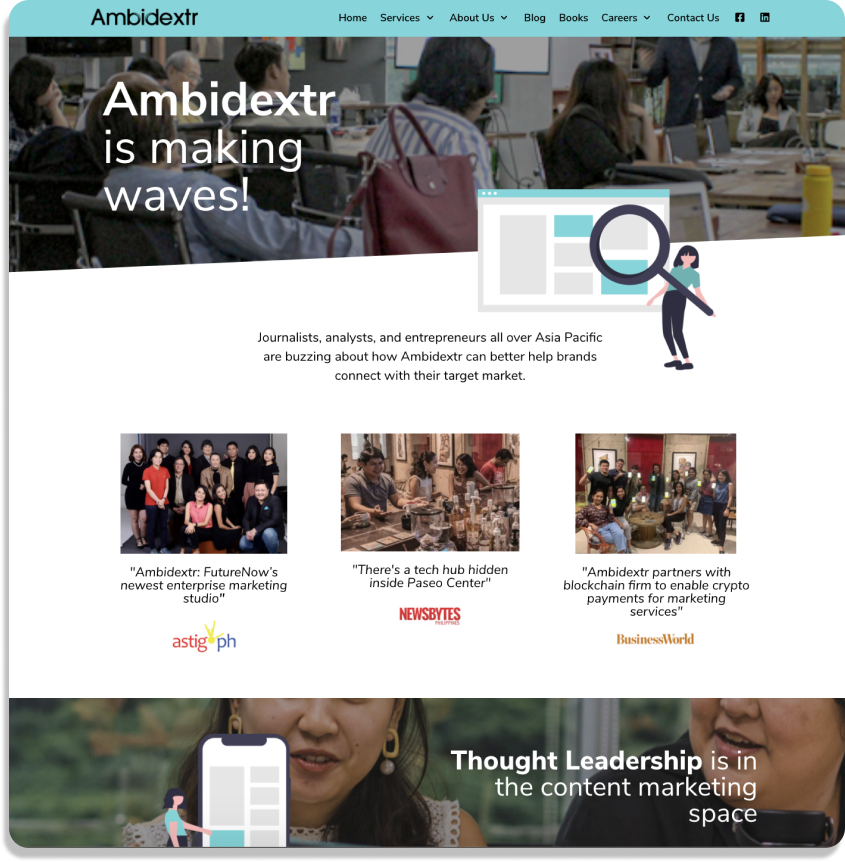 Ambidextr
Home Services About Us Blog Books Careers Contact Us
Ambidextr
is making
waves!
Journalists, analysts, and entrepreneurs all over Asia Pacific
are buzzing about how Ambidextr can better help brands
connect with their target market.
"Ambidextr: FutureNow's
newest enterprise marketing
studio"
astig.ph
"There's a tech hub hidden
inside Paseo Center"
NEWSBYTES
PHILIPPINES
"Ambidextr partners with
blockchain firm to enable crypto
payments for marketing
services"
BusinessWorld
Thought Leadership is in
the content marketing
space